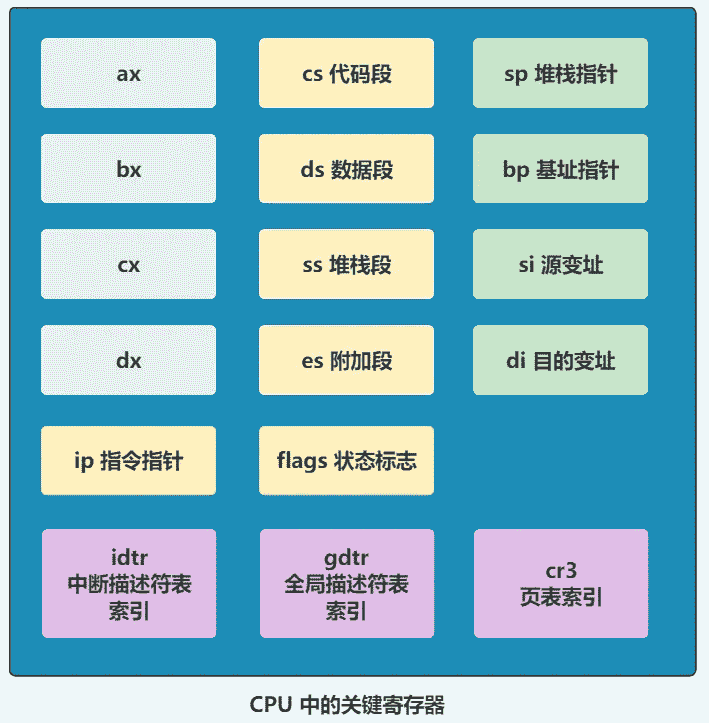 ax
cs 代码段
sp 堆栈指针
bx
ds 数据段
bp 基址指针
cx
ss 堆栈段
si 源变址
dx
es 附加段
di 目的变址
ip 指令指针
flags 状态标志
idtr
中断描述符表
索引
gdtr
全局描述符表
索引
cr3
页表索引
CPU 中的关键寄存器